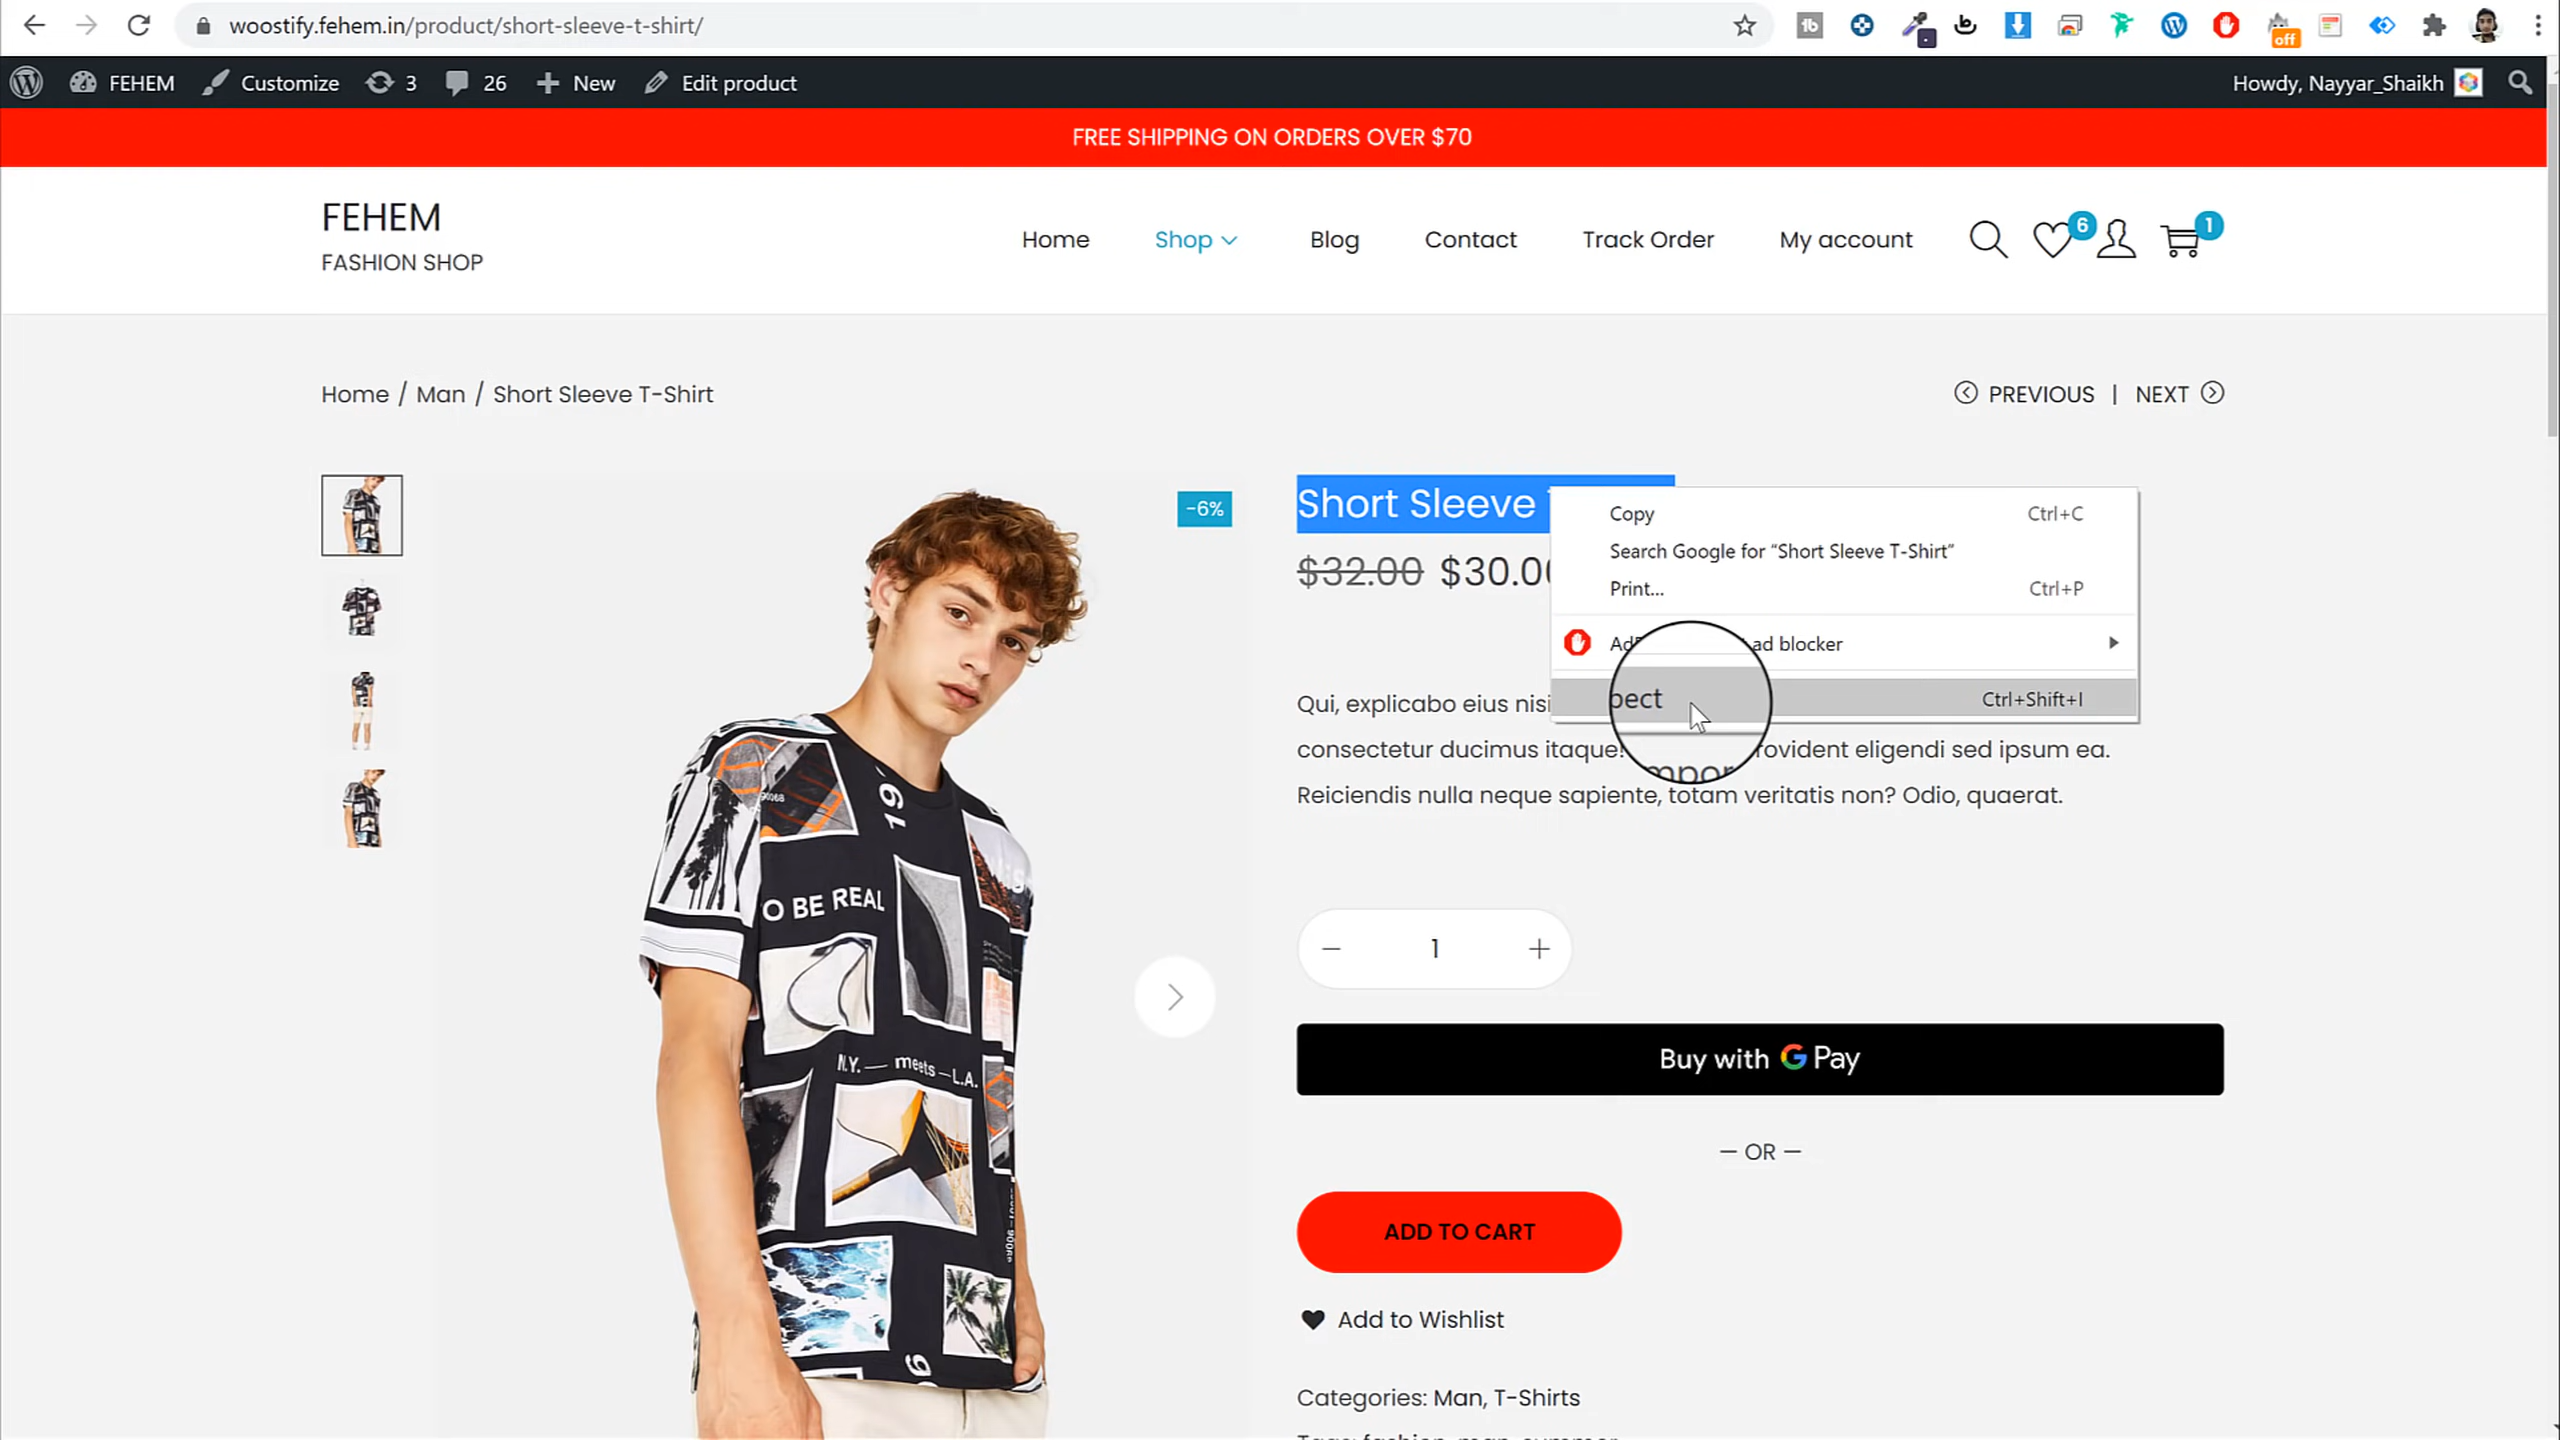 woostify.fehem.in/product/short-sleeve-t-shirt/
off
FEHEM Customize 3 26 New Edit product Howdy, Nayyar_Shaikh
FREE SHIPPING ON ORDERS OVER $70
FEHEM
FASHION SHOP
Home Shop Blog Contact Track Order My account 6 1
Home / Man / Short Sleeve T-Shirt
PREVIOUS | NEXT
-6%
Short Sleeve
$32.00 $30.00
Copy Ctrl+C
Search Google for “Short Sleeve T-Shirt”
Print... Ctrl+P
ad blocker
pect Ctrl+Shift+I
Qui, explicabo eius nisi
consectetur ducimus itaque! rovident eligendi sed ipsum ea.
mpor
Reiciendis nulla neque sapiente, totam veritatis non? Odio, quaerat.
19
O BE REAL
N.Y. — meets — L.A.
1
Buy with G Pay
— OR —
ADD TO CART
Add to Wishlist
Categories: Man, T-Shirts